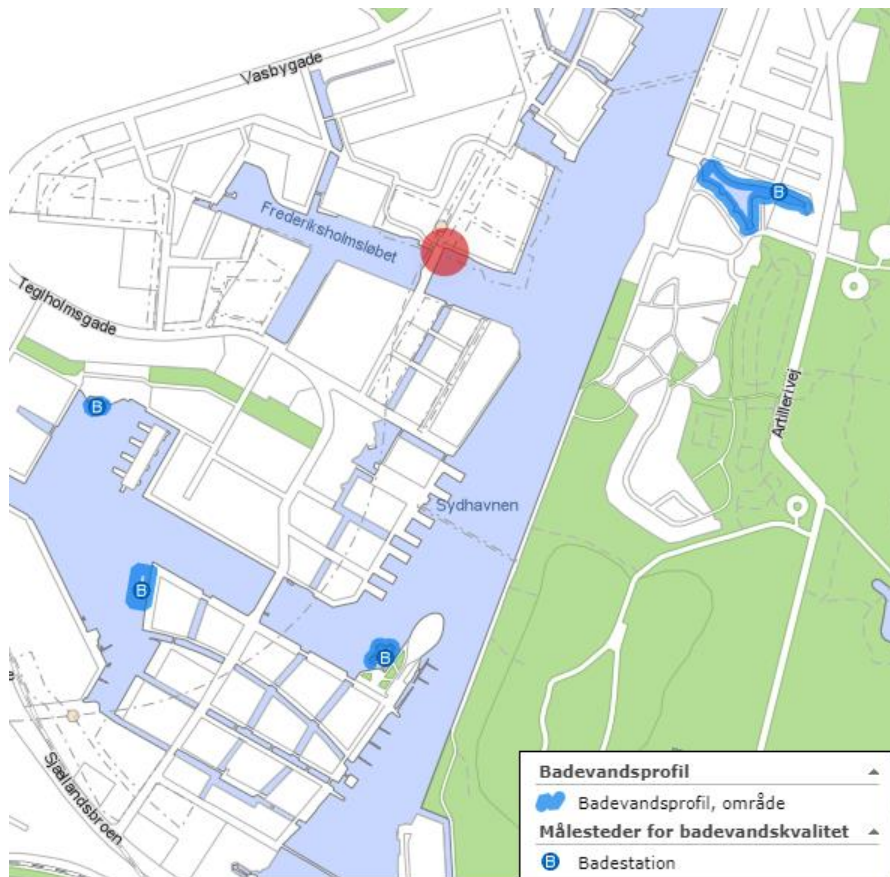 Vasbygade
B
Frederiksholmsløbet
Teglholmsgade
B
Artillerivej
Sydhavnen
B
B
Sjællandsbroen
Badevandsprofil
Badevandsprofil, område
Målesteder for badevandskvalitet
B Badestation